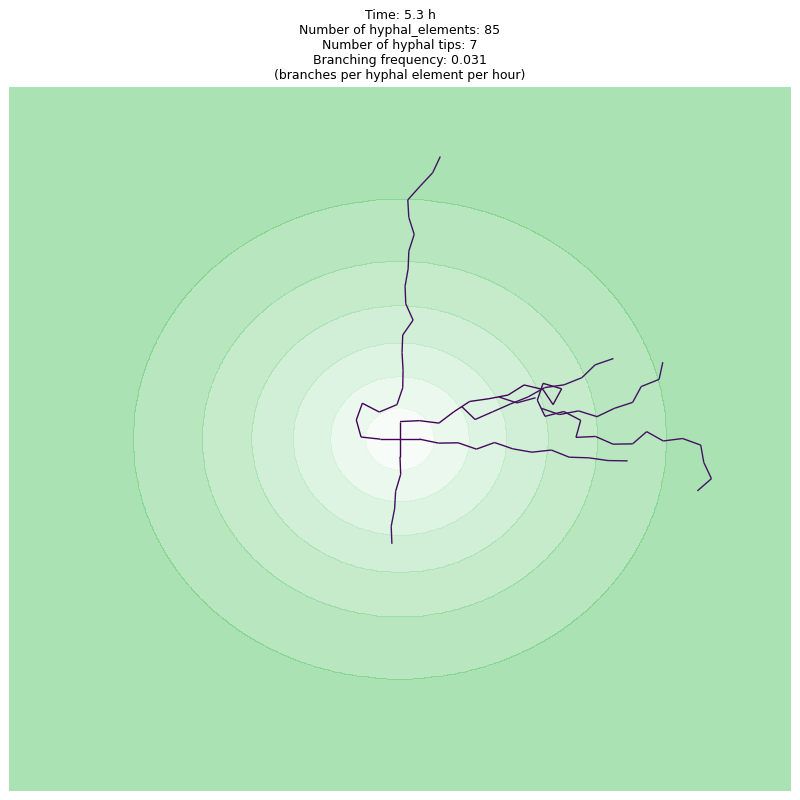 Time: 5.3 h
Number of hyphal_elements: 85
Number of hyphal tips: 7
Branching frequency: 0.031
(branches per hyphal element per hour)